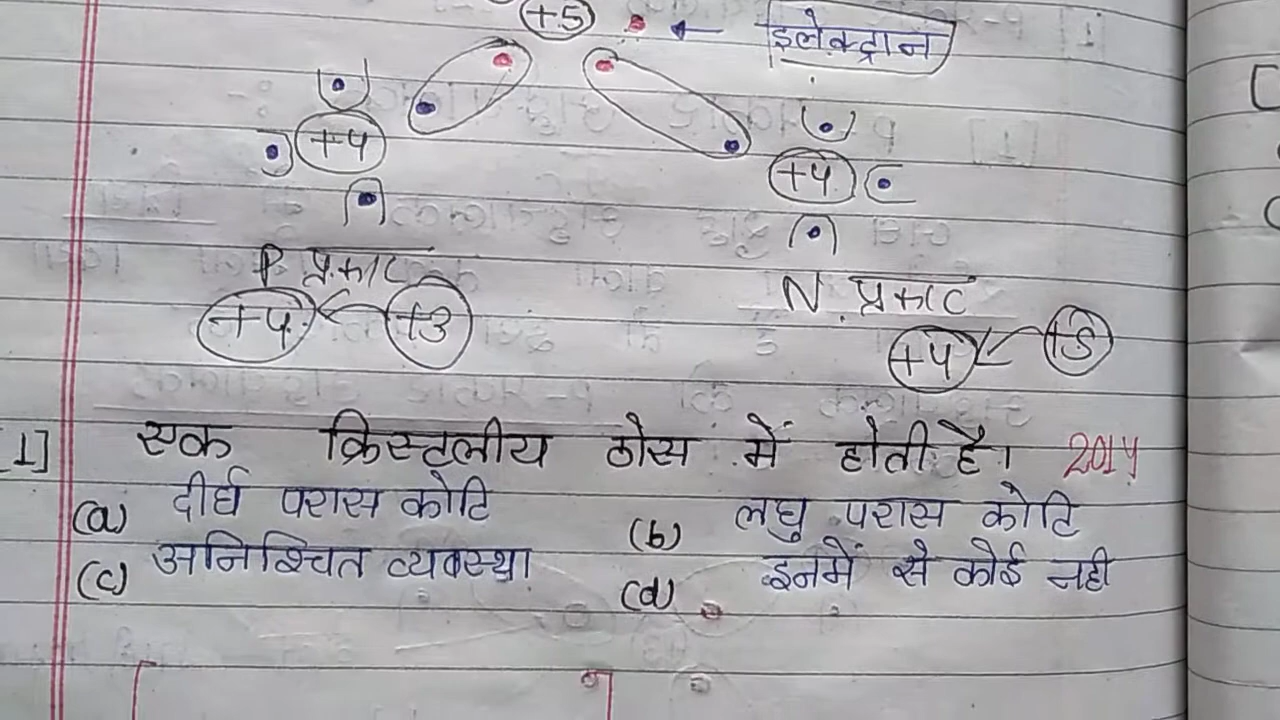 +5 ← इलेक्ट्रान
+4
+4
P प्रकार
N. प्रकार
+4 +3
+4 +5
[1] एक क्रिस्टलीय ठोस में होती है। 2014
(a) दीर्घ परास कोटि (b) लघु परास कोटि
(c) अनिश्चित व्यवस्था (d) इनमें से कोई नही